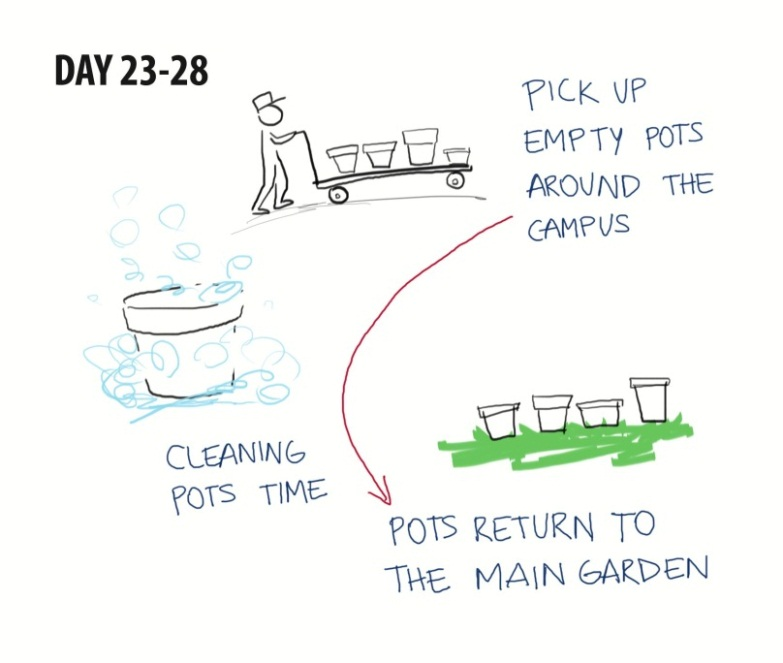 DAY 23-28
PICK UP
EMPTY POTS
AROUND THE
CAMPUS
CLEANING
POTS TIME
POTS RETURN TO
THE MAIN GARDEN